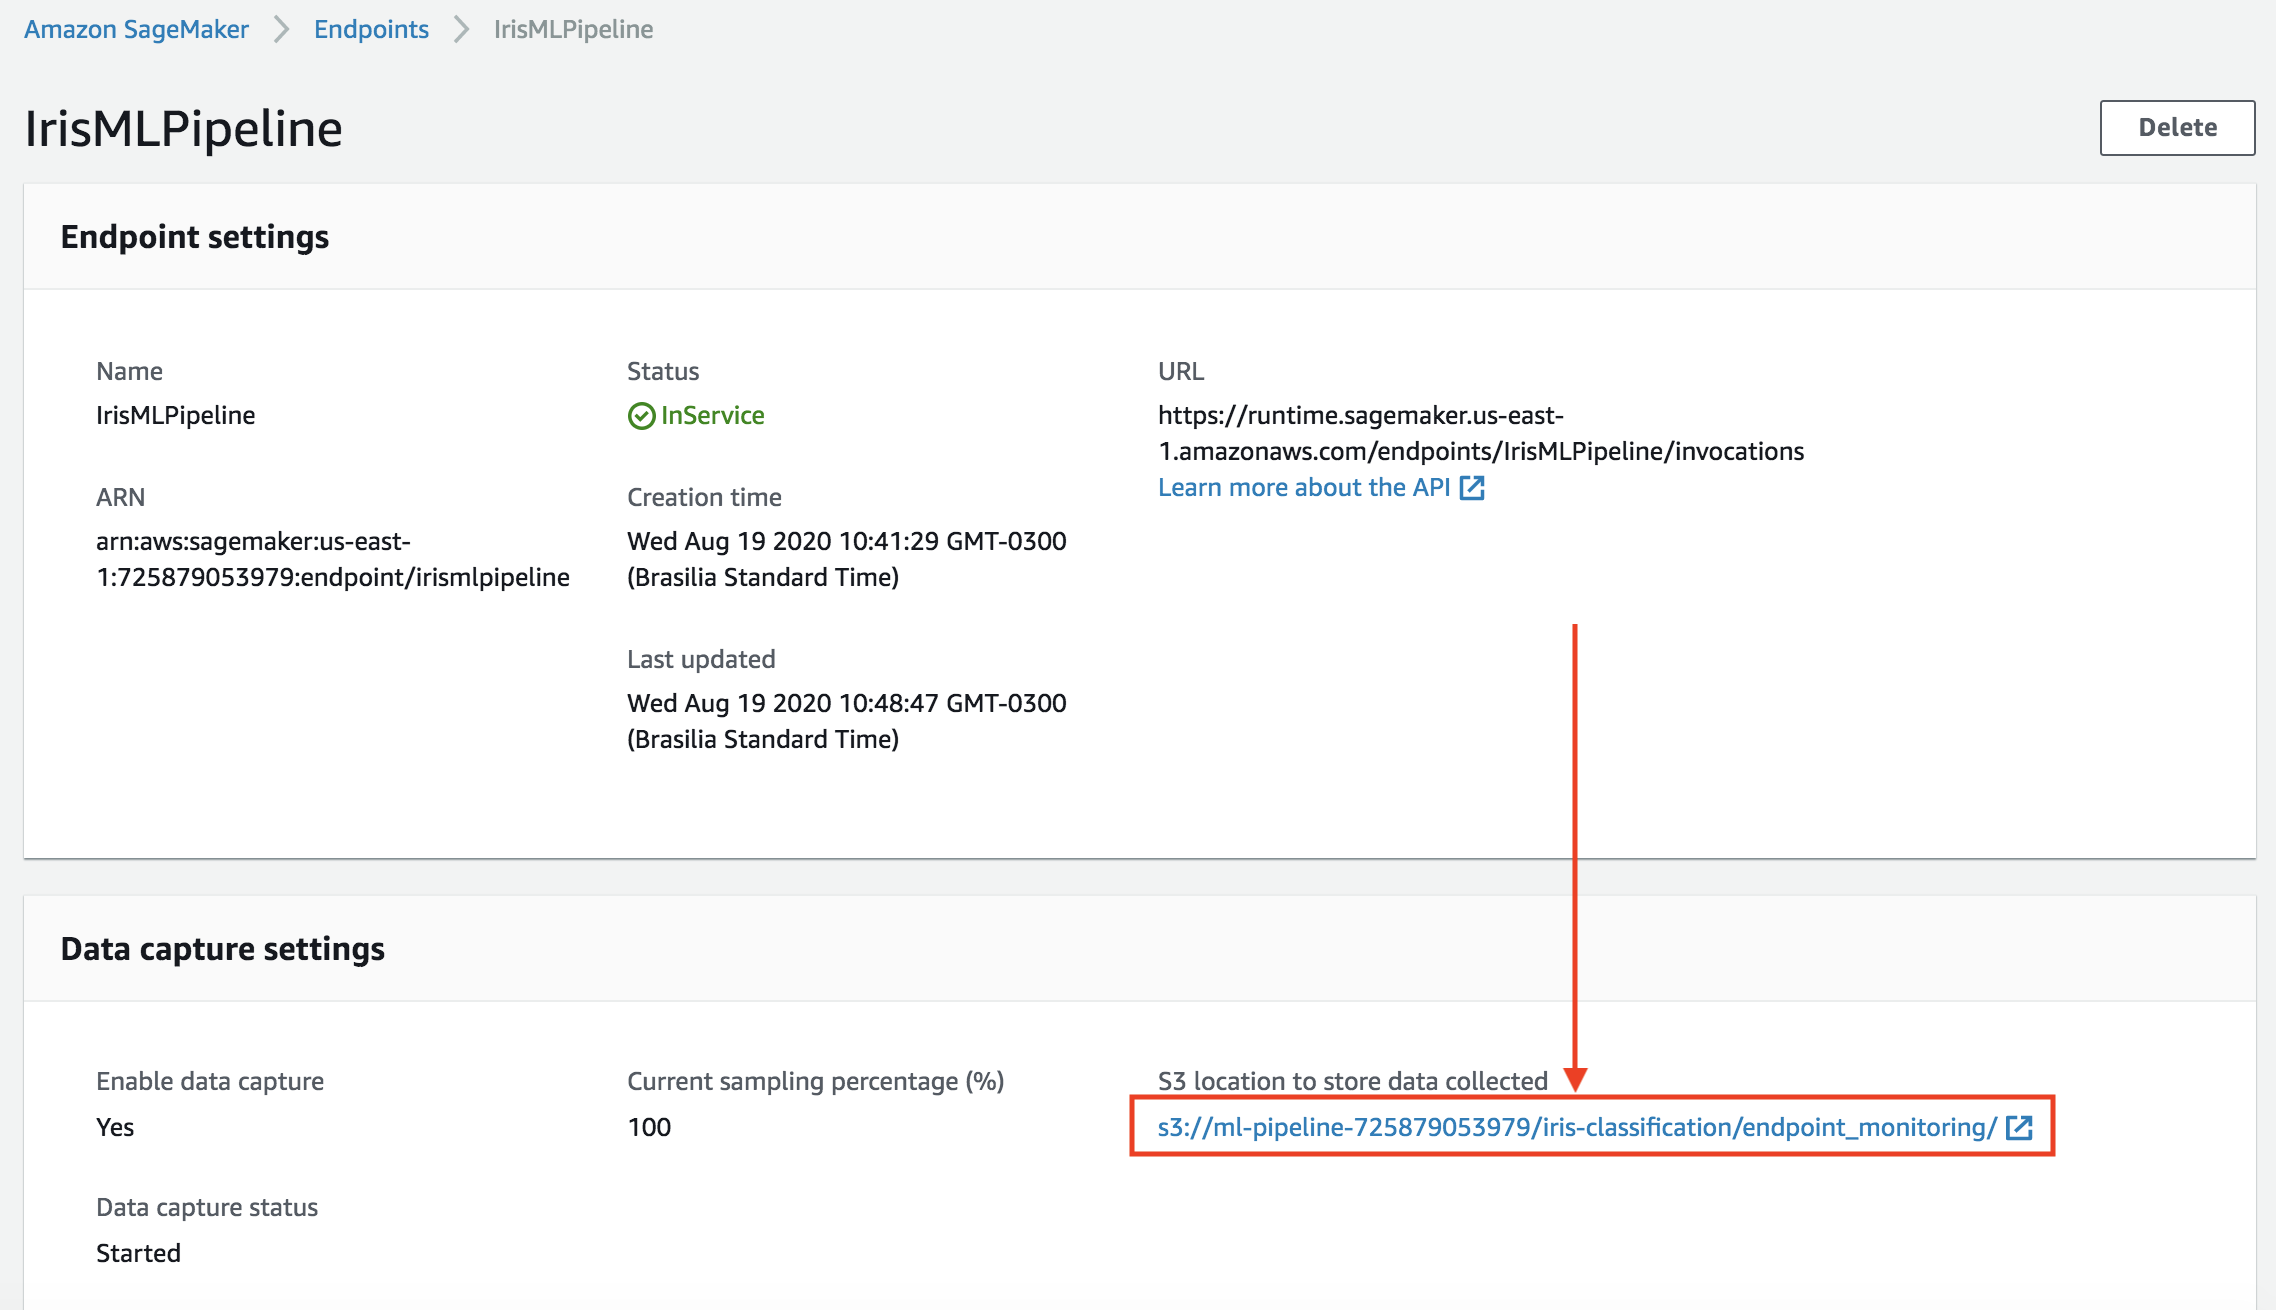 Amazon SageMaker > Endpoints > IrisMLPipeline
IrisMLPipeline
Delete
Endpoint settings
Name
IrisMLPipeline
ARN
arn:aws:sagemaker:us-east-
1:725879053979:endpoint/irismlpipeline
Status
InService
Creation time
Wed Aug 19 2020 10:41:29 GMT-0300
(Brasilia Standard Time)
Last updated
Wed Aug 19 2020 10:48:47 GMT-0300
(Brasilia Standard Time)
URL
https://runtime.sagemaker.us-east-
1.amazonaws.com/endpoints/IrisMLPipeline/invocations
Learn more about the API
Data capture settings
Enable data capture
Yes
Data capture status
Started
Current sampling percentage (%)
100
S3 location to store data collected
s3://ml-pipeline-725879053979/iris-classification/endpoint_monitoring/